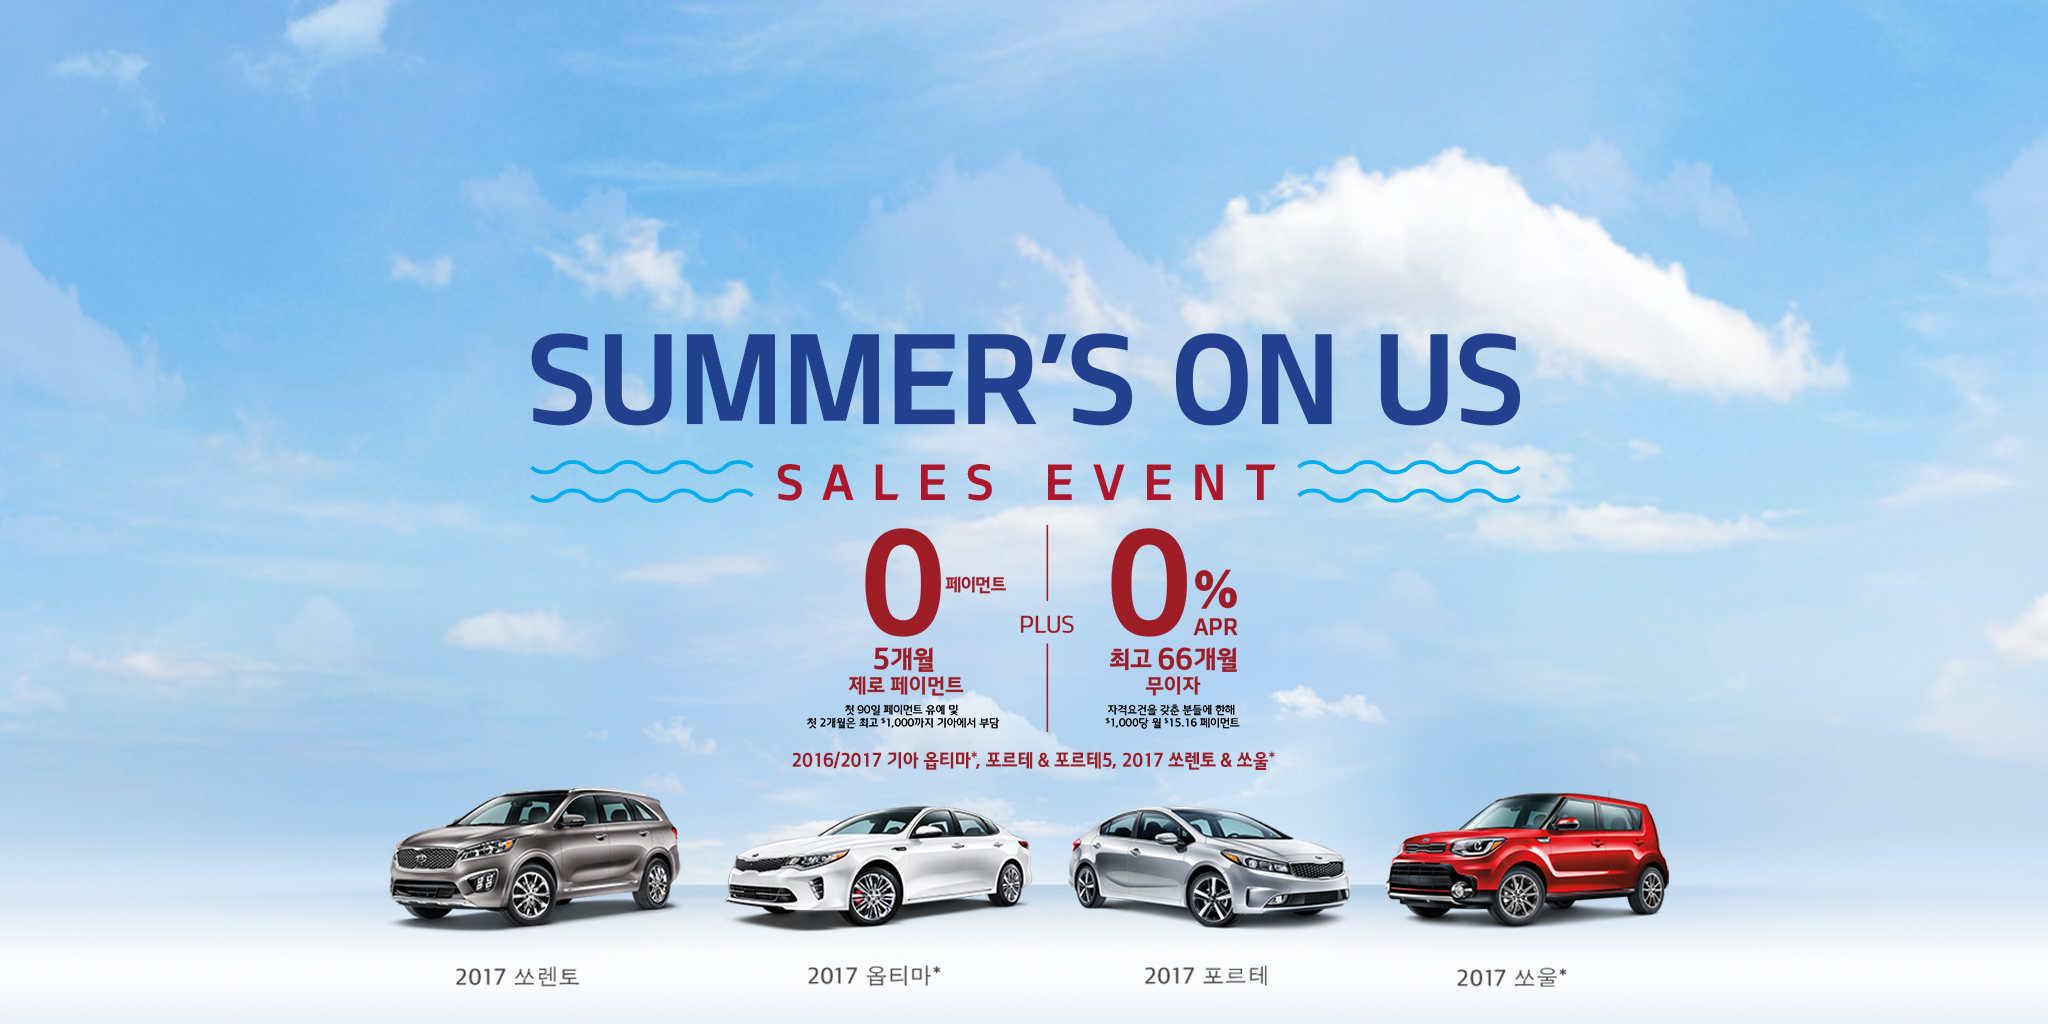 SUMMER'S ON US
SALES EVENT
0 페이먼트
5개월
제로 페이먼트
첫 90일 페이먼트 유예 및
첫 2개월은 최고 $1,000까지 기아에서 부담
PLUS
0% APR
최고 66개월
무이자
자격요건을 갖춘 분들에 한해
$1,000당 월 $15.16 페이먼트
2016/2017 기아 옵티마*, 포르테 & 포르테5, 2017 쏘렌토 & 쏘울*
2017 쏘렌토
2017 옵티마*
2017 포르테
2017 쏘울*